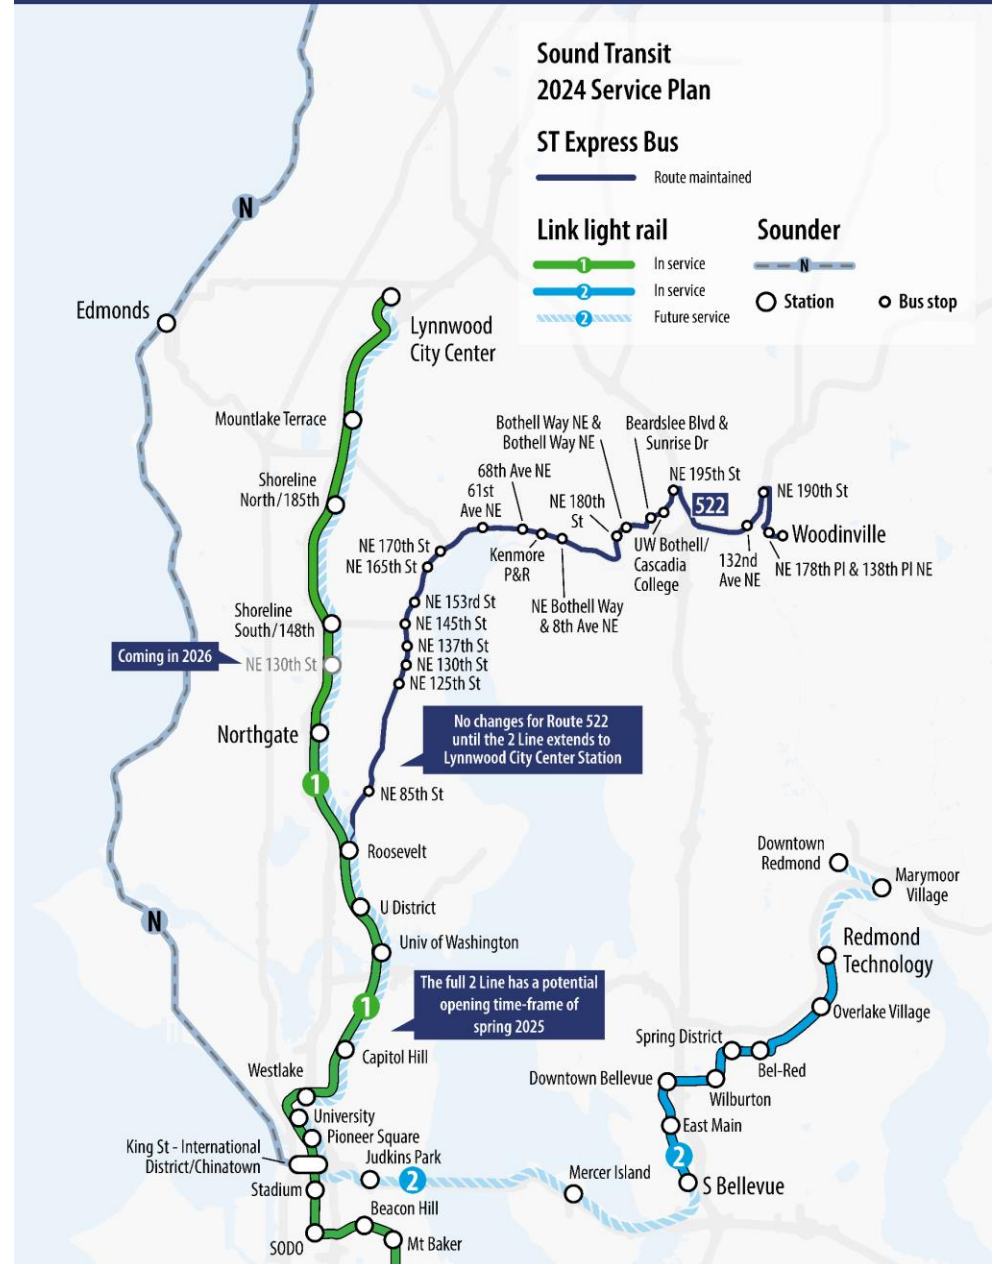 Sound Transit
2024 Service Plan
ST Express Bus
Route maintained
Link light rail
1
In service
2
In service
2
Future service
Sounder
N
Station
Bus stop
N
Edmonds
Lynnwood
City Center
Mountlake Terrace
Shoreline
North/185th
Shoreline
South/148th
Coming in 2026
NE 130th St
Northgate
1
Bothell Way NE &
Bothell Way NE
Beardslee Blvd &
Sunrise Dr
68th Ave NE
61st
Ave NE
NE 180th
St
NE 195th St
522
NE 190th St
Woodinville
NE 170th St
NE 165th St
Kenmore
P&R
UW Bothell/
Cascadia
College
132nd
Ave NE
NE 178th Pl & 138th Pl NE
NE Bothell Way
& 8th Ave NE
NE 153rd St
NE 145th St
NE 137th St
NE 130th St
NE 125th St
No changes for Route 522
until the 2 Line extends to
Lynnwood City Center Station
NE 85th St
Roosevelt
U District
Univ of Washington
N
1
The full 2 Line has a potential
opening time-frame of
spring 2025
Capitol Hill
Westlake
University
Pioneer Square
King St - International
District/Chinatown
Judkins Park
2
Stadium
Beacon Hill
SODO
Mt Baker
Mercer Island
Downtown
Redmond
Marymoor
Village
Redmond
Technology
Overlake Village
Spring District
Bel-Red
Downtown Bellevue
Wilburton
East Main
2
S Bellevue